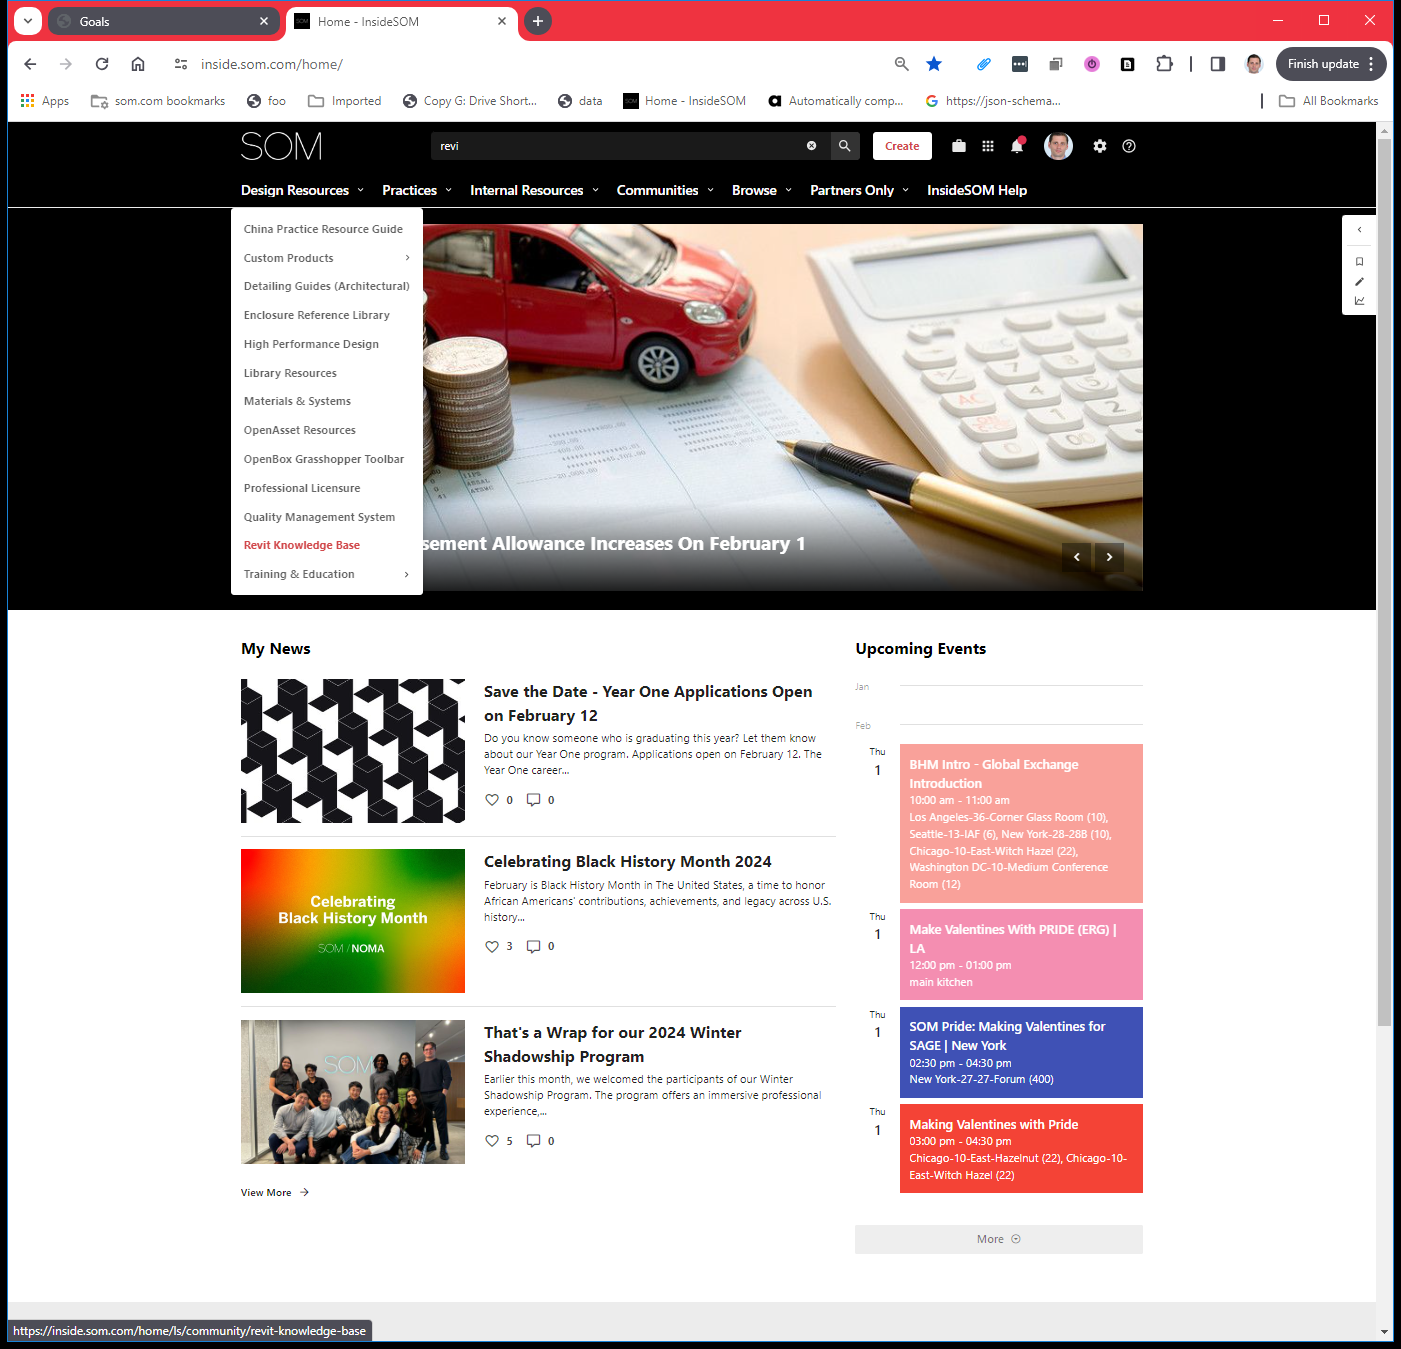 Goals
Home - InsideSOM
inside.som.com/home/
Finish update
Apps
som.com bookmarks
foo
Imported
Copy G: Drive Short...
data
Home - InsideSOM
Automatically comp...
https://json-schema...
All Bookmarks
SOM
revi
Create
Design Resources
Practices
Internal Resources
Communities
Browse
Partners Only
InsideSOM Help
China Practice Resource Guide
Custom Products
Detailing Guides (Architectural)
Enclosure Reference Library
High Performance Design
Library Resources
Materials & Systems
OpenAsset Resources
OpenBox Grasshopper Toolbar
Professional Licensure
Quality Management System
Revit Knowledge Base
Training & Education
sement Allowance Increases On February 1
My News
Save the Date - Year One Applications Open
on February 12
Do you know someone who is graduating this year? Let them know
about our Year One program. Applications open on February 12. The
Year One career...
0 0
Celebrating
Black History Month
SOM / NOMA
Celebrating Black History Month 2024
February is Black History Month in The United States, a time to honor
African Americans' contributions, achievements, and legacy across U.S.
history...
3 0
SOM
That's a Wrap for our 2024 Winter
Shadowship Program
Earlier this month, we welcomed the participants of our Winter
Shadowship Program. The program offers an immersive professional
experience,...
5 0
View More
Upcoming Events
Jan
Feb
Thu
1
BHM Intro - Global Exchange
Introduction
10:00 am - 11:00 am
Los Angeles-36-Corner Glass Room (10),
Seattle-13-IAF (6), New York-28-28B (10),
Chicago-10-East-Witch Hazel (22),
Washington DC-10-Medium Conference
Room (12)
Thu
1
Make Valentines With PRIDE (ERG) |
LA
12:00 pm - 01:00 pm
main kitchen
Thu
1
SOM Pride: Making Valentines for
SAGE | New York
02:30 pm - 04:30 pm
New York-27-27-Forum (400)
Thu
1
Making Valentines with Pride
03:00 pm - 04:30 pm
Chicago-10-East-Hazelnut (22), Chicago-10-
East-Witch Hazel (22)
More
https://inside.som.com/home/ls/community/revit-knowledge-base